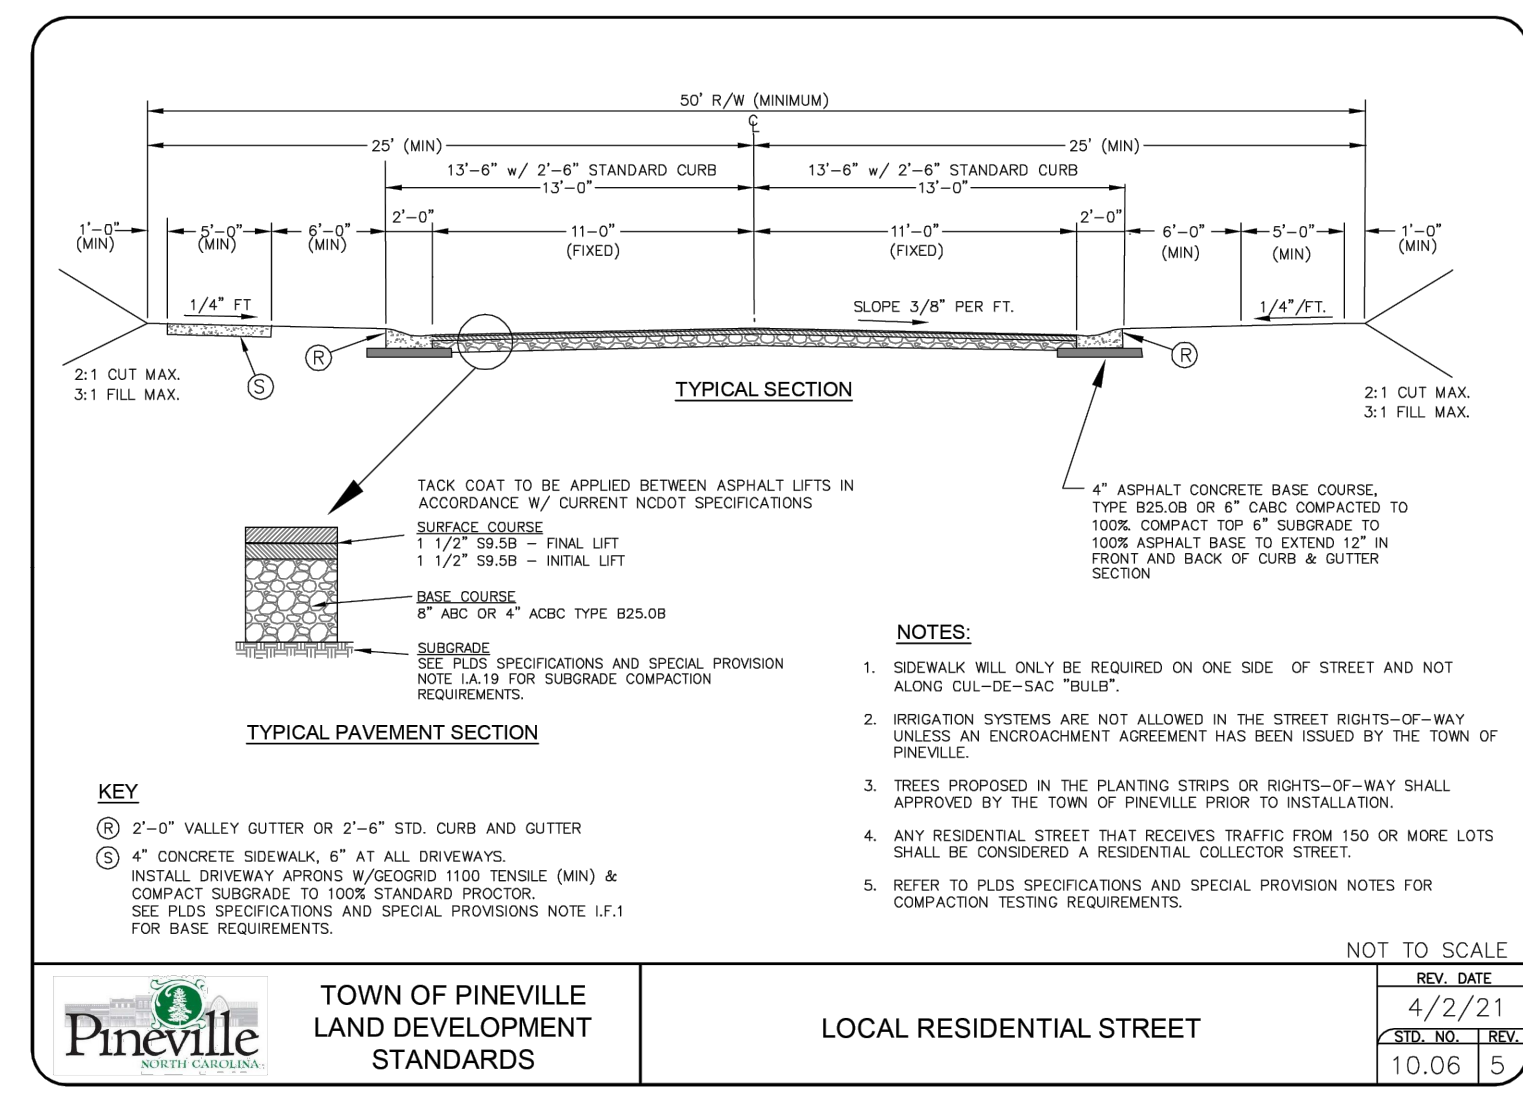 50' R/W (MINIMUM)
℄
25' (MIN)
25' (MIN)
13'-6" w/ 2'-6" STANDARD CURB
13'-6" w/ 2'-6" STANDARD CURB
13'-0"
13'-0"
1'-0"
(MIN)
5'-0"
(MIN)
6'-0"
(MIN)
2'-0"
11-0"
(FIXED)
11'-0"
(FIXED)
2'-0"
6'-0"
(MIN)
5'-0"
(MIN)
1'-0"
(MIN)
1/4" FT
SLOPE 3/8" PER FT.
1/4"/FT.
R
R
S
2:1 CUT MAX.
3:1 FILL MAX.
TYPICAL SECTION
2:1 CUT MAX.
3:1 FILL MAX.
TACK COAT TO BE APPLIED BETWEEN ASPHALT LIFTS IN
ACCORDANCE W/ CURRENT NCDOT SPECIFICATIONS
SURFACE COURSE
1 1/2" S9.5B - FINAL LIFT
1 1/2" S9.5B - INITIAL LIFT
BASE COURSE
8" ABC OR 4" ACBC TYPE B25.0B
SUBGRADE
SEE PLDS SPECIFICATIONS AND SPECIAL PROVISION
NOTE I.A.19 FOR SUBGRADE COMPACTION
REQUIREMENTS.
TYPICAL PAVEMENT SECTION
4" ASPHALT CONCRETE BASE COURSE,
TYPE B25.0B OR 6" CABC COMPACTED TO
100%. COMPACT TOP 6" SUBGRADE TO
100% ASPHALT BASE TO EXTEND 12" IN
FRONT AND BACK OF CURB & GUTTER
SECTION
KEY
R 2'-0" VALLEY GUTTER OR 2'-6" STD. CURB AND GUTTER
S 4" CONCRETE SIDEWALK, 6" AT ALL DRIVEWAYS.
INSTALL DRIVEWAY APRONS W/GEOGRID 1100 TENSILE (MIN) &
COMPACT SUBGRADE TO 100% STANDARD PROCTOR.
SEE PLDS SPECIFICATIONS AND SPECIAL PROVISIONS NOTE I.F.1
FOR BASE REQUIREMENTS.
NOTES:
1. SIDEWALK WILL ONLY BE REQUIRED ON ONE SIDE OF STREET AND NOT
ALONG CUL-DE-SAC "BULB".
2. IRRIGATION SYSTEMS ARE NOT ALLOWED IN THE STREET RIGHTS-OF-WAY
UNLESS AN ENCROACHMENT AGREEMENT HAS BEEN ISSUED BY THE TOWN OF
PINEVILLE.
3. TREES PROPOSED IN THE PLANTING STRIPS OR RIGHTS-OF-WAY SHALL
APPROVED BY THE TOWN OF PINEVILLE PRIOR TO INSTALLATION.
4. ANY RESIDENTIAL STREET THAT RECEIVES TRAFFIC FROM 150 OR MORE LOTS
SHALL BE CONSIDERED A RESIDENTIAL COLLECTOR STREET.
5. REFER TO PLDS SPECIFICATIONS AND SPECIAL PROVISION NOTES FOR
COMPACTION TESTING REQUIREMENTS.
NOT TO SCALE
Pineville
NORTH CAROLINA
TOWN OF PINEVILLE
LAND DEVELOPMENT
STANDARDS
LOCAL RESIDENTIAL STREET
REV. DATE
4/2/21
STD. NO. REV.
10.06 5